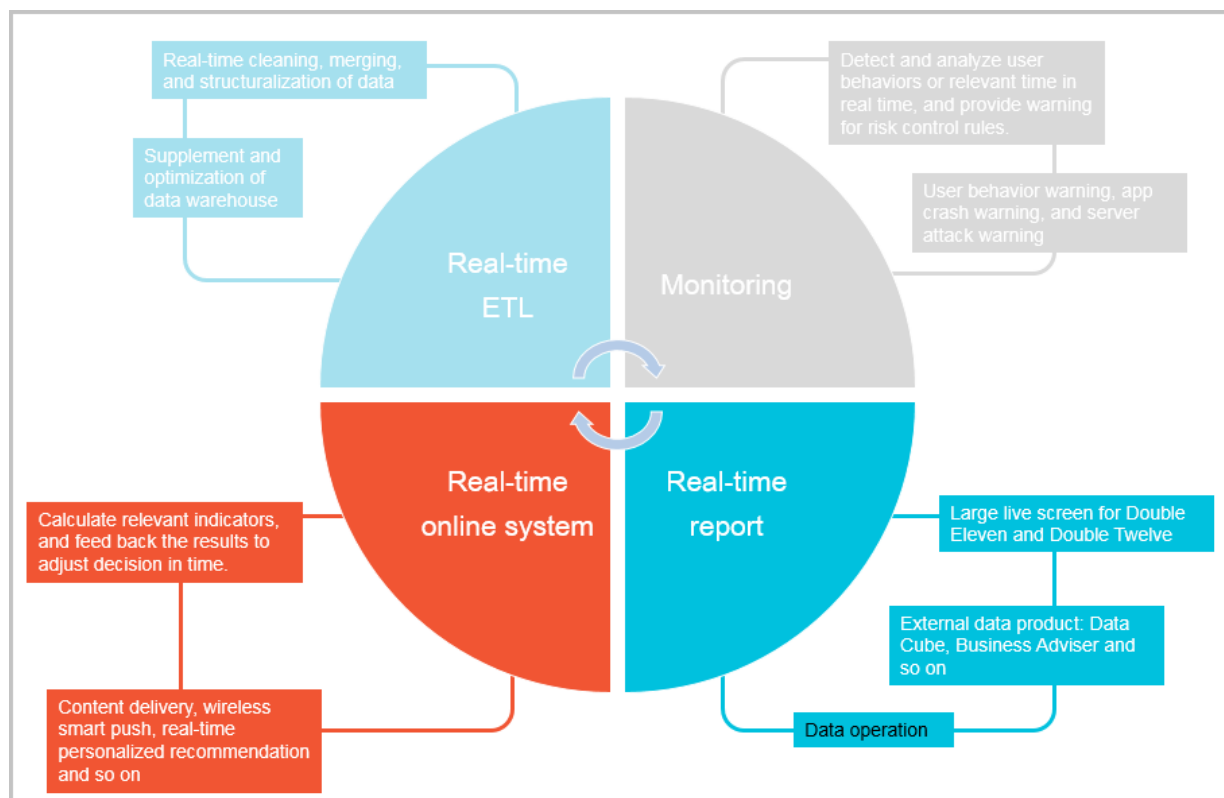 Real-time cleaning, merging,
and structuralization of data
Supplement and
optimization of
data warehouse
Real-time
ETL
Detect and analyze user
behaviors or relevant time in
real time, and provide warning
for risk control rules.
User behavior warning, app
crash warning, and server
attack warning
Monitoring
Real-time
online system
Calculate relevant indicators,
and feed back the results to
adjust decision in time.
Content delivery, wireless
smart push, real-time
personalized recommendation
and so on
Real-time
report
Large live screen for Double
Eleven and Double Twelve
External data product: Data
Cube, Business Adviser and
so on
Data operation